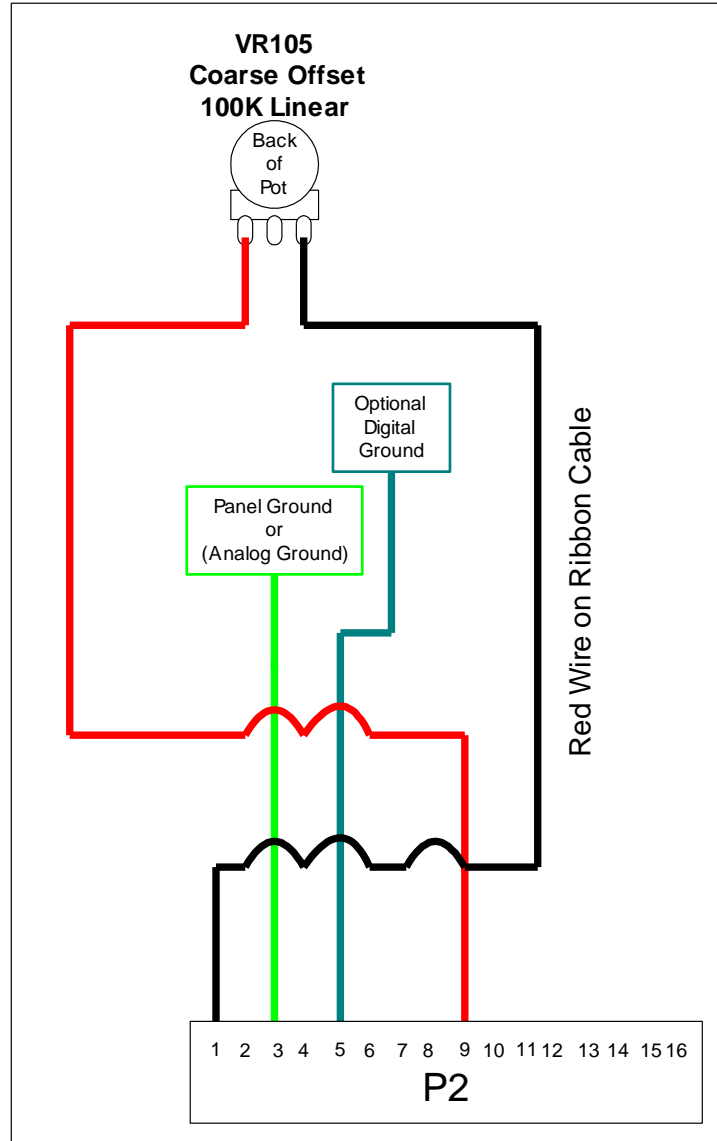 VR105
Coarse Offset
100K Linear
Back
of
Pot
Optional
Digital
Ground
Panel Ground
or
(Analog Ground)
Red Wire on Ribbon Cable
1 2 3 4 5 6 7 8 9 10 11 12 13 14 15 16
P2